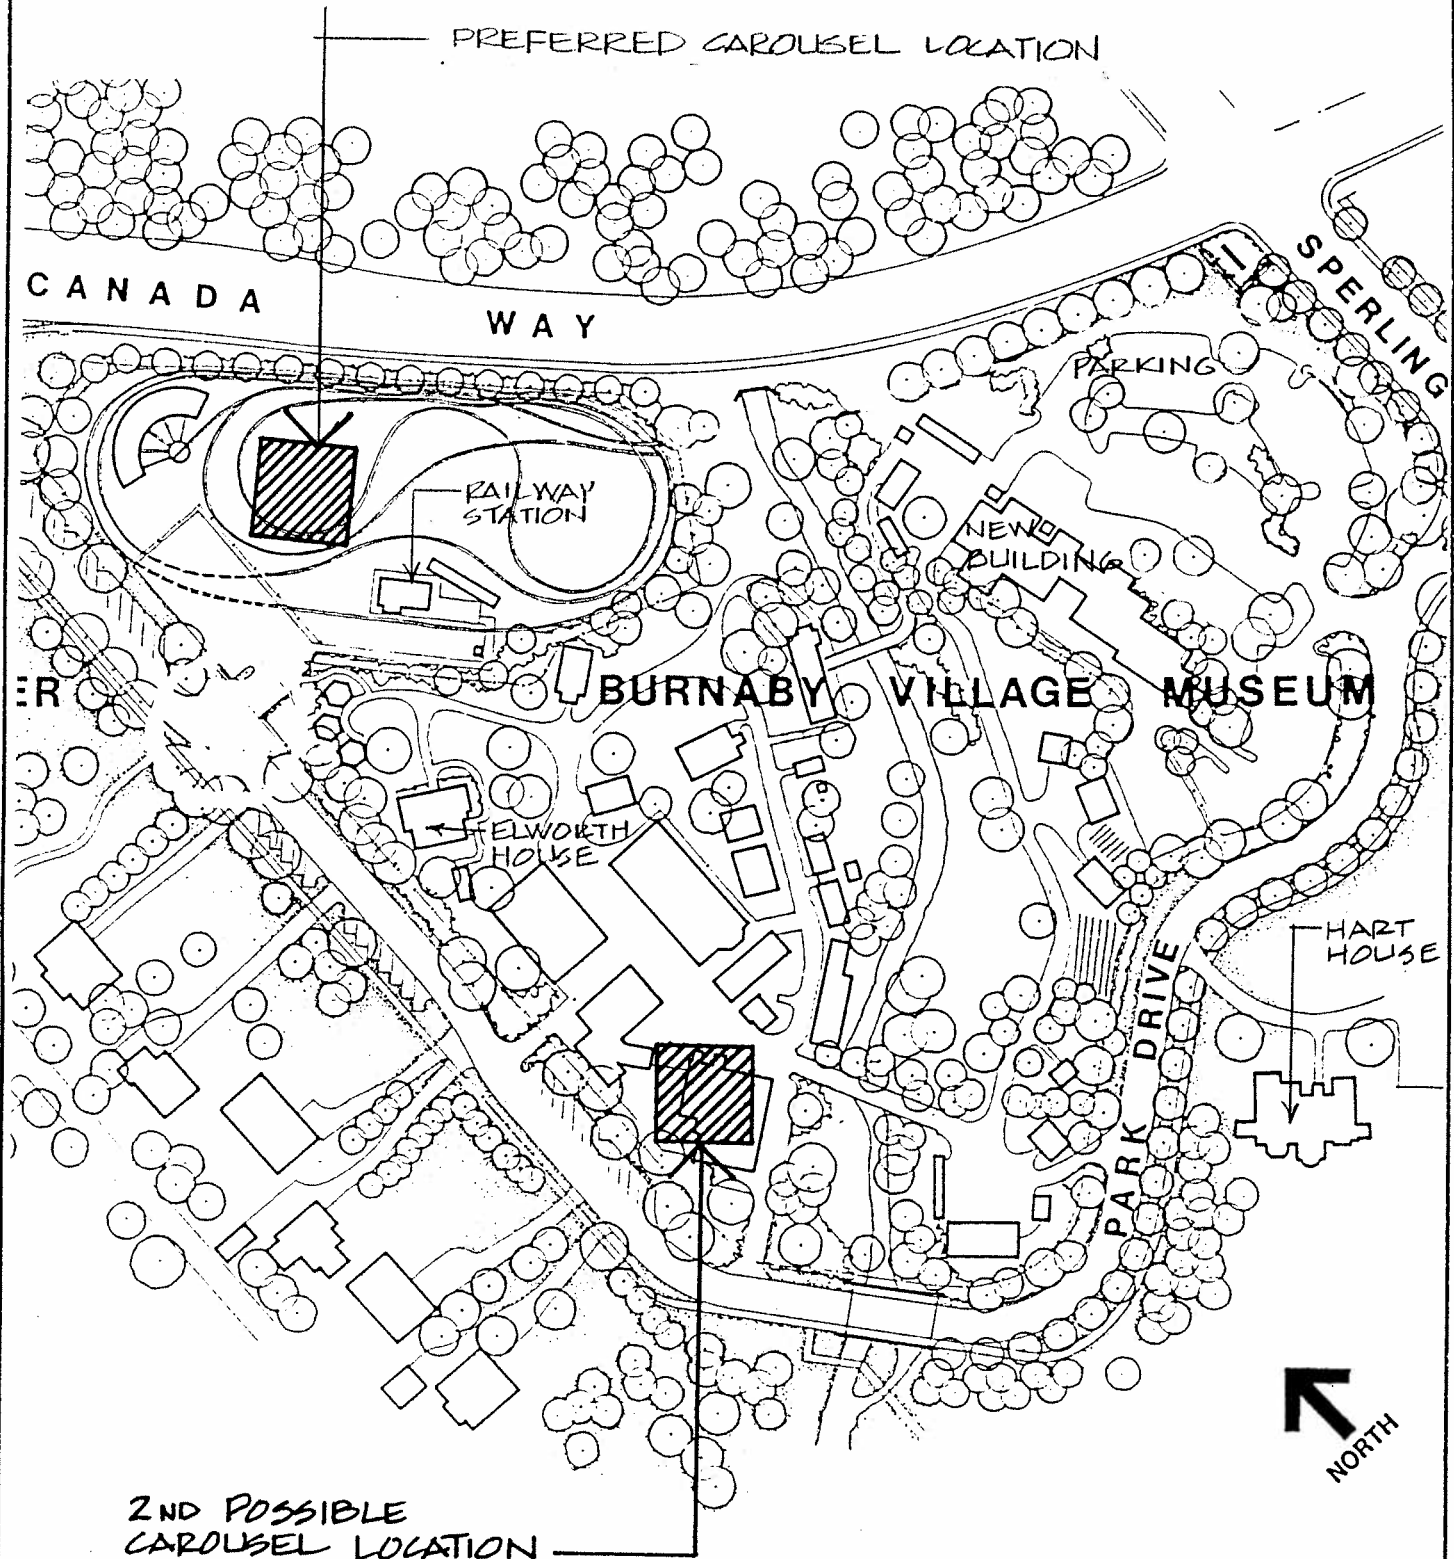 PREFERRED CAROUSEL LOCATION
CANADA WAY
SPERLING
PARKING
RAILWAY
STATION
NEW
BUILDING
ER
BURNABY VILLAGE MUSEUM
ELWORTH
HOUSE
HART
HOUSE
PARK DRIVE
NORTH
2ND POSSIBLE
CAROUSEL LOCATION